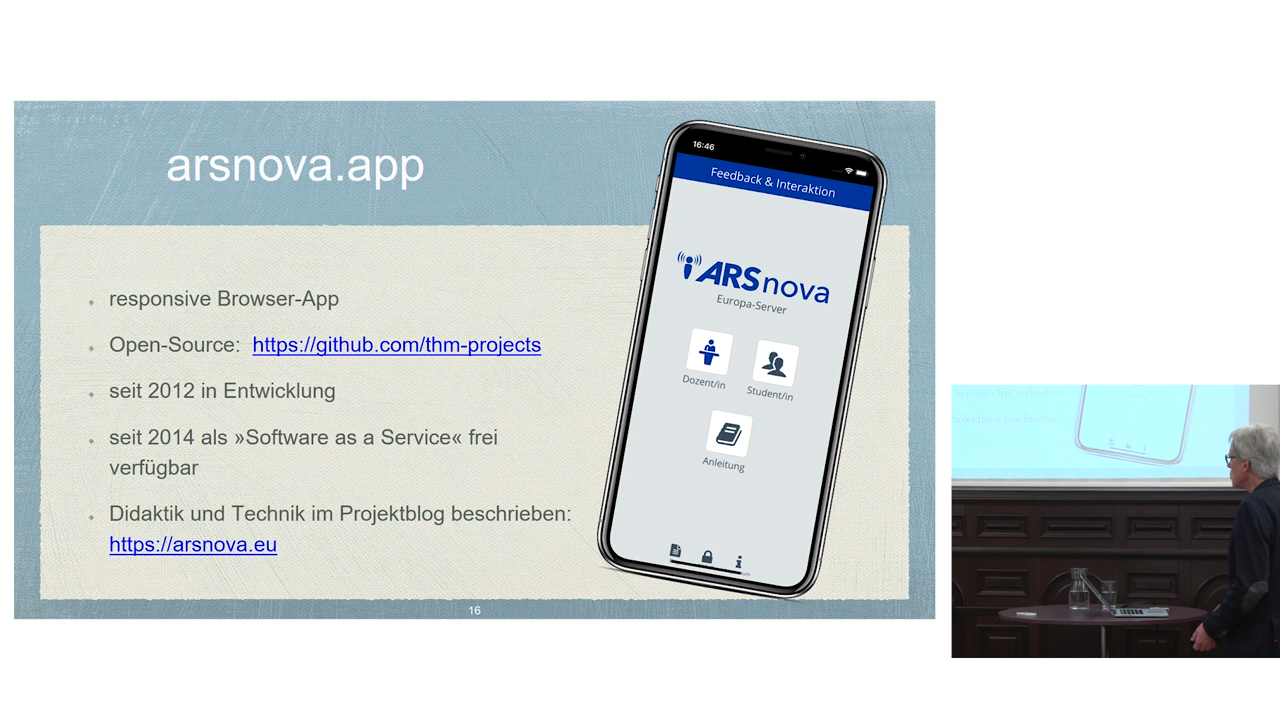 arsnova.app
responsive Browser-App
Open-Source: https://github.com/thm-projects
seit 2012 in Entwicklung
seit 2014 als »Software as a Service« frei
verfügbar
Didaktik und Technik im Projektblog beschrieben:
https://arsnova.eu
16
16:46
Feedback & Interaktion
ARSnova
Europa-Server
Dozent/in
Student/in
Anleitung